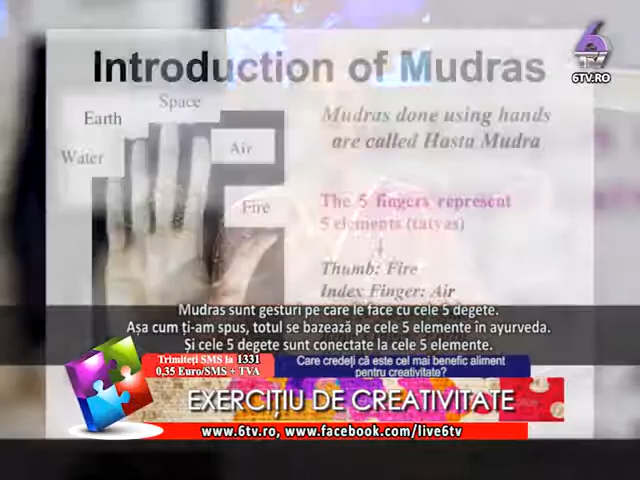 6
TV
6TV.RO
Introduction of Mudras
Space
Earth
Air
Water
Fire
Mudras done using hands
are called Hasta Mudra
The 5 fingers represent
5 elements (tatvas)
Thumb: Fire
Index Finger: Air
Mudras sunt gesturi pe care le face cu cele 5 degete.
Așa cum ți-am spus, totul se bazează pe cele 5 elemente în ayurveda.
Și cele 5 degete sunt conectate la cele 5 elemente.
Trimiteți SMS la 1331
0,35 Euro/SMS + TVA
Care credeți că este cel mai benefic aliment
pentru creativitate?
EXERCIȚIU DE CREATIVITATE
www.6tv.ro, www.facebook.com/live6tv